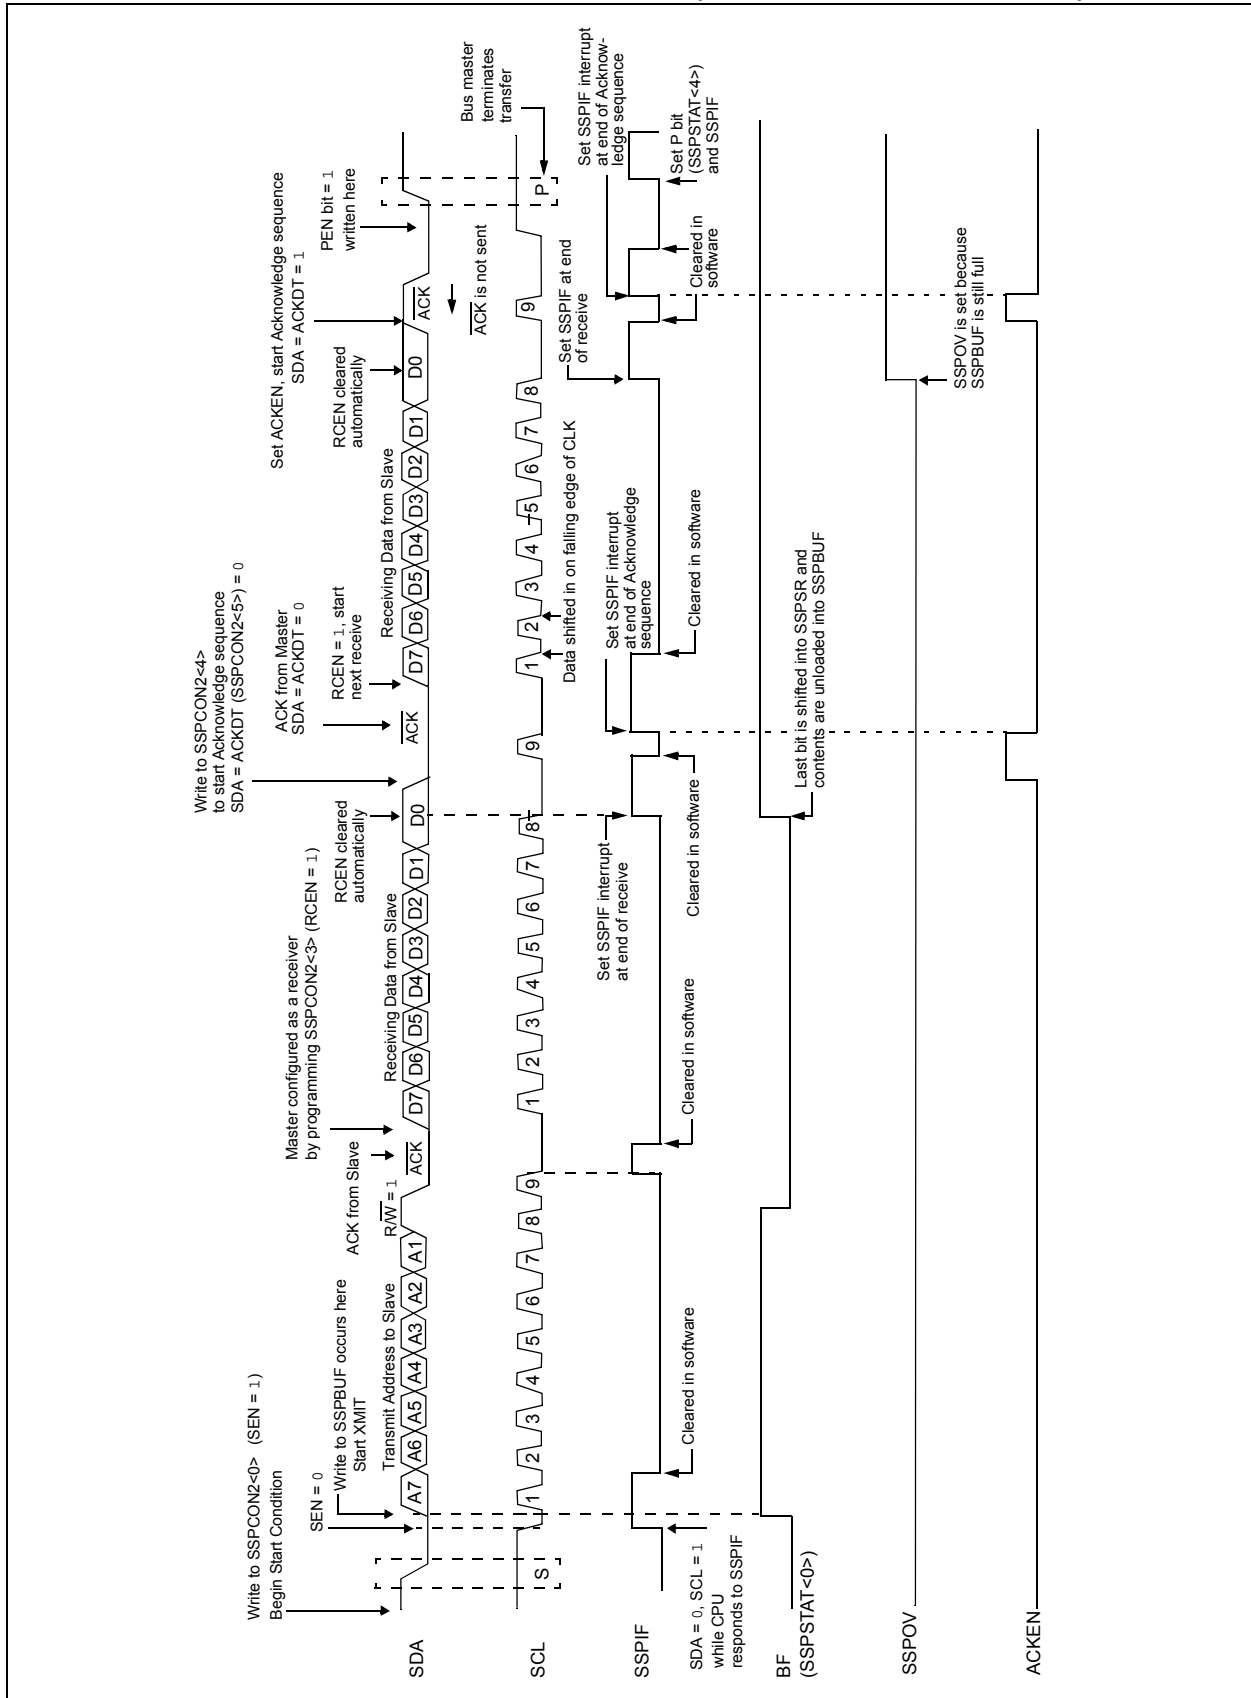 Write to SSPCON2<4>
to start Acknowledge sequence
SDA = ACKDT (SSPCON2<5>) = 0
Write to SSPCON2<0> (SEN = 1)
Begin Start Condition
Master configured as a receiver
by programming SSPCON2<3> (RCEN = 1)
ACK from Master
SDA = ACKDT = 0
Set ACKEN, start Acknowledge sequence
SDA = ACKDT = 1
SEN = 0
Write to SSPBUF occurs here
Start XMIT
ACK from Slave
RCEN cleared
automatically
RCEN = 1, start
next receive
RCEN cleared
automatically
PEN bit = 1
written here
Transmit Address to Slave
R/W = 1
Receiving Data from Slave
Receiving Data from Slave
SDA
A7 A6 A5 A4 A3 A2 A1
ACK
D7 D6 D5 D4 D3 D2 D1 D0
ACK
D7 D6 D5 D4 D3 D2 D1 D0
ACK
ACK is not sent
Bus master
terminates
transfer
SCL
S
1 2 3 4 5 6 7 8 9
1 2 3 4 5 6 7 8 9
1 2 3 4 5 6 7 8 9
P
Data shifted in on falling edge of CLK
Set SSPIF interrupt
at end of receive
Set SSPIF interrupt
at end of Acknowledge
sequence
Set SSPIF at end
of receive
Set SSPIF interrupt
at end of Acknow-
ledge sequence
SSPIF
SDA = 0, SCL = 1
while CPU
responds to SSPIF
Cleared in software
Cleared in software
Cleared in software
Cleared in software
Cleared in
software
Set P bit
(SSPSTAT<4>)
and SSPIF
BF
(SSPSTAT<0>)
Last bit is shifted into SSPSR and
contents are unloaded into SSPBUF
SSPOV
SSPOV is set because
SSPBUF is still full
ACKEN